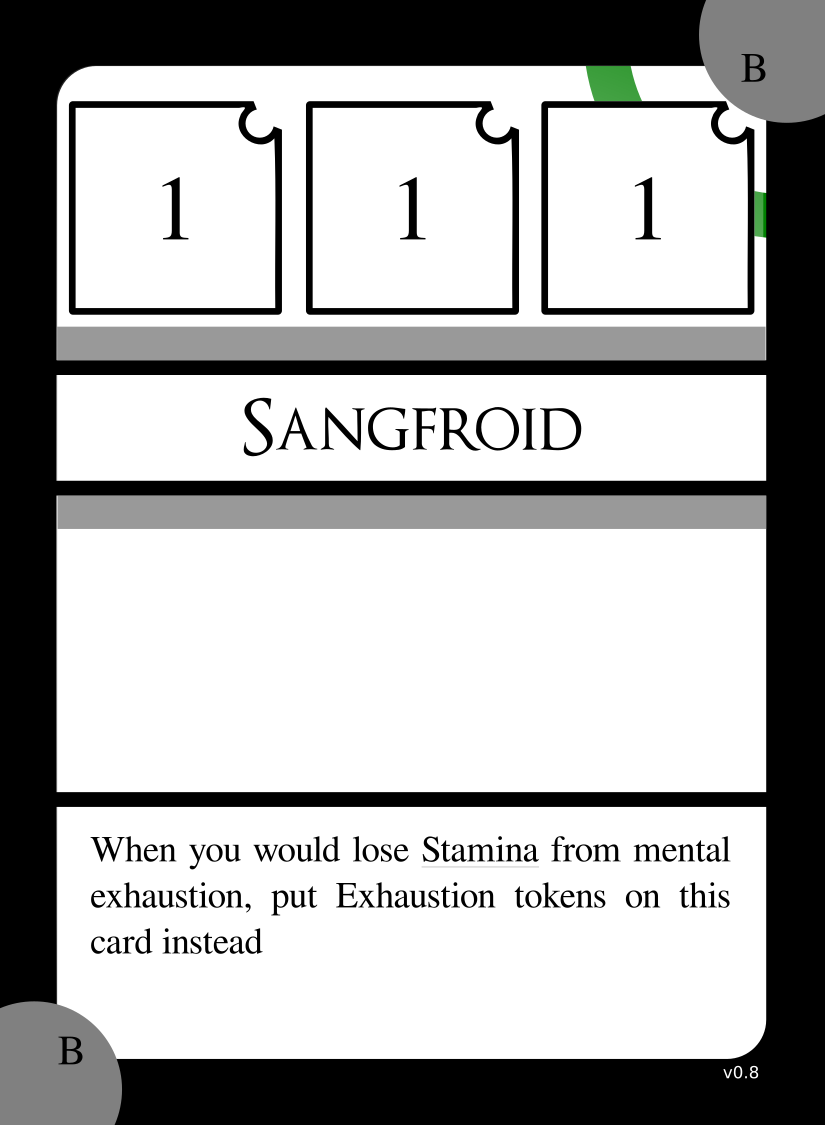 B
1 1 1
SANGFROID
When you would lose Stamina from mental
exhaustion, put Exhaustion tokens on this
card instead
B
v0.8